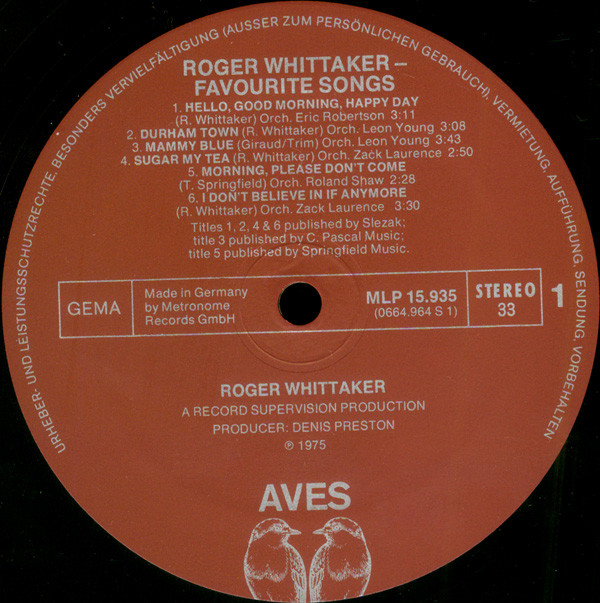 URHEBER- UND LEISTUNGSSCHUTZRECHTE, BESONDERS VERVIELFÄLTIGUNG (AUSSER ZUM PERSÖNLICHEN GEBRAUCH), VERMIETUNG, AUFFÜHRUNG, SENDUNG, VORBEHALTEN
ROGER WHITTAKER –
FAVOURITE SONGS
1. HELLO, GOOD MORNING, HAPPY DAY
(R. Whittaker) Orch. Eric Robertson 3:11
2. DURHAM TOWN (R. Whittaker) Orch. Leon Young 3:08
3. MAMMY BLUE (Giraud/Trim) Orch. Leon Young 3:43
4. SUGAR MY TEA (R. Whittaker) Orch. Zack Laurence 2:50
5. MORNING, PLEASE DON'T COME
(T. Springfield) Orch. Roland Shaw 2:28
6. I DON'T BELIEVE IN IF ANYMORE
(R. Whittaker) Orch. Zack Laurence 3:30
Titles 1, 2, 4 & 6 published by Slezak;
title 3 published by C. Pascal Music;
title 5 published by Springfield Music.
GEMA
Made in Germany
by Metronome
Records GmbH
MLP 15.935
(0664.964 S 1)
STEREO
33
1
ROGER WHITTAKER
A RECORD SUPERVISION PRODUCTION
PRODUCER: DENIS PRESTON
℗ 1975
AVES